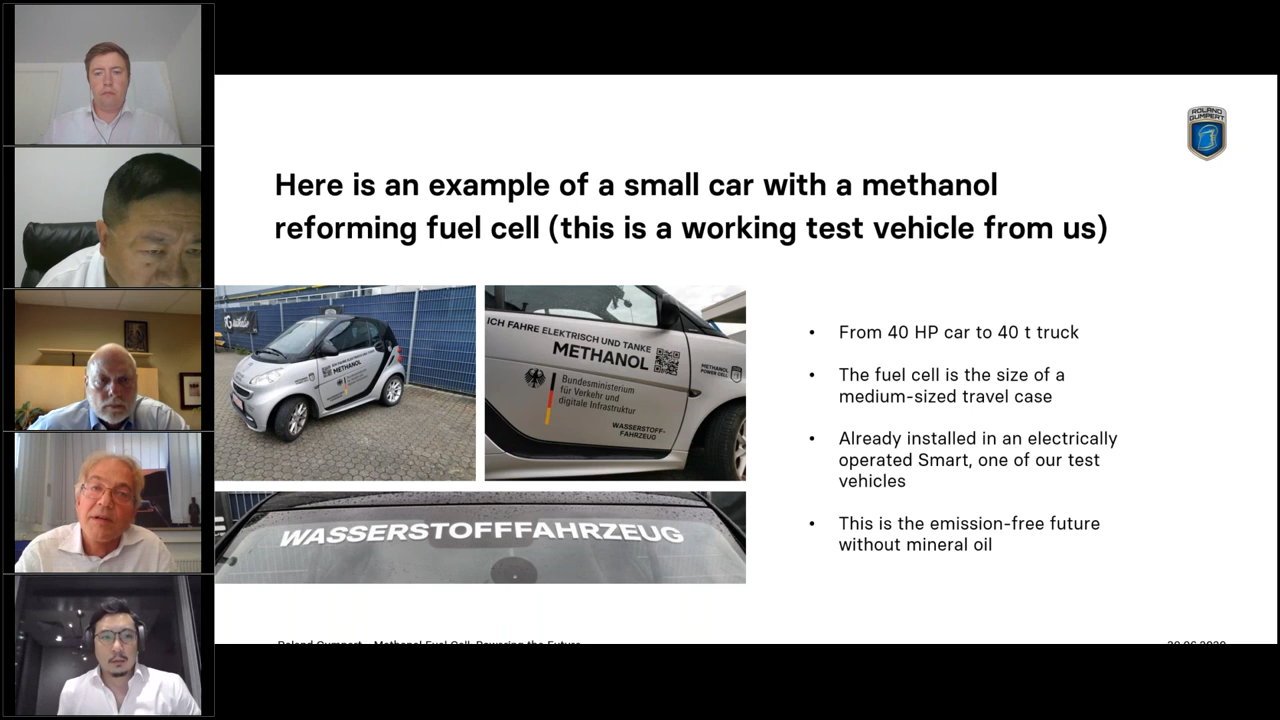 ROLAND
GUMPERT
Here is an example of a small car with a methanol
reforming fuel cell (this is a working test vehicle from us)
METHANOL
ICH FAHRE ELEKTRISCH UND TANKE
METHANOL
METHANOL
POWER CELL
Bundesministerium
für Verkehr und
digitale Infrastruktur
WASSERSTOFF-
FAHRZEUG
WASSERSTOFFFAHRZEUG
• From 40 HP car to 40 t truck
• The fuel cell is the size of a
medium-sized travel case
• Already installed in an electrically
operated Smart, one of our test
vehicles
• This is the emission-free future
without mineral oil